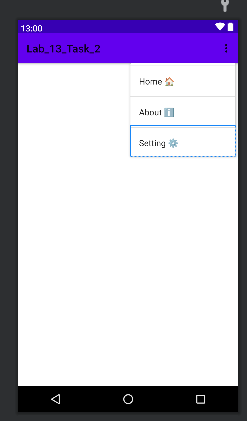 13:00
Lab_13_Task_2
Home 🏠
About ℹ️
Setting ⚙️